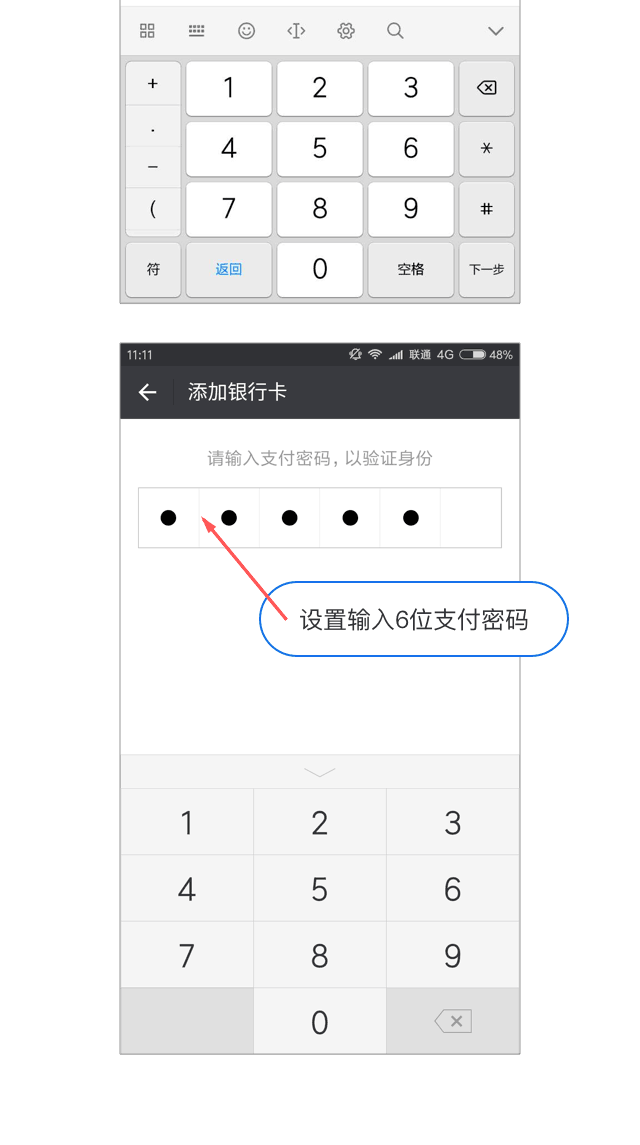 + 1 2 3
. 4 5 6 *
-
( 7 8 9 #
符 返回 0 空格 下一步
11:11 联通 4G 48%
添加银行卡
请输入支付密码，以验证身份
设置输入6位支付密码
1 2 3
4 5 6
7 8 9
0